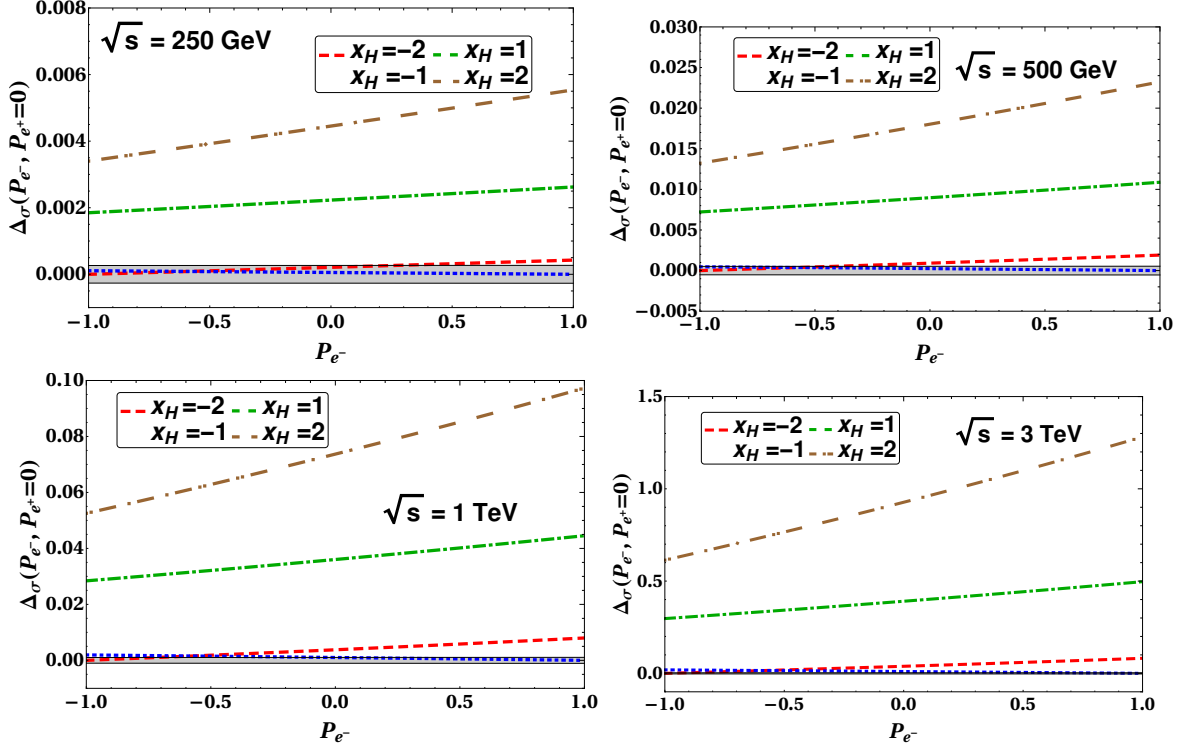 √s = 250 GeV
x_H =−2 x_H =1
x_H =−1 x_H =2
0.008
0.006
0.004
0.002
0.000
Δ_σ(P_e−, P_e+=0)
−1.0 −0.5 0.0 0.5 1.0
P_e−
x_H =−2 x_H =1
x_H =−1 x_H =2
√s = 500 GeV
0.030
0.025
0.020
0.015
0.010
0.005
0.000
−0.005
Δ_σ(P_e−, P_e+=0)
−1.0 −0.5 0.0 0.5 1.0
P_e−
x_H =−2 x_H =1
x_H =−1 x_H =2
√s = 1 TeV
0.10
0.08
0.06
0.04
0.02
0.00
Δ_σ(P_e−, P_e+=0)
−1.0 −0.5 0.0 0.5 1.0
P_e−
x_H =−2 x_H =1
x_H =−1 x_H =2
√s = 3 TeV
1.5
1.0
0.5
0.0
Δ_σ(P_e−, P_e+=0)
−1.0 −0.5 0.0 0.5 1.0
P_e−